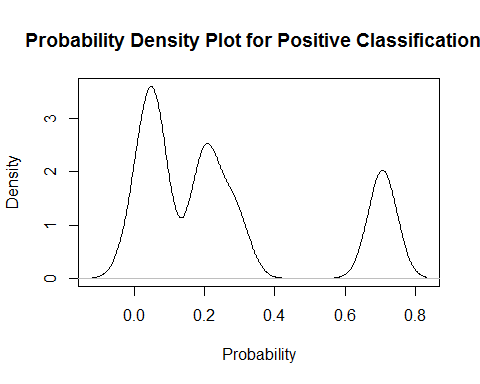 Probability Density Plot for Positive Classification
Density
3
2
1
0
0.0 0.2 0.4 0.6 0.8
Probability